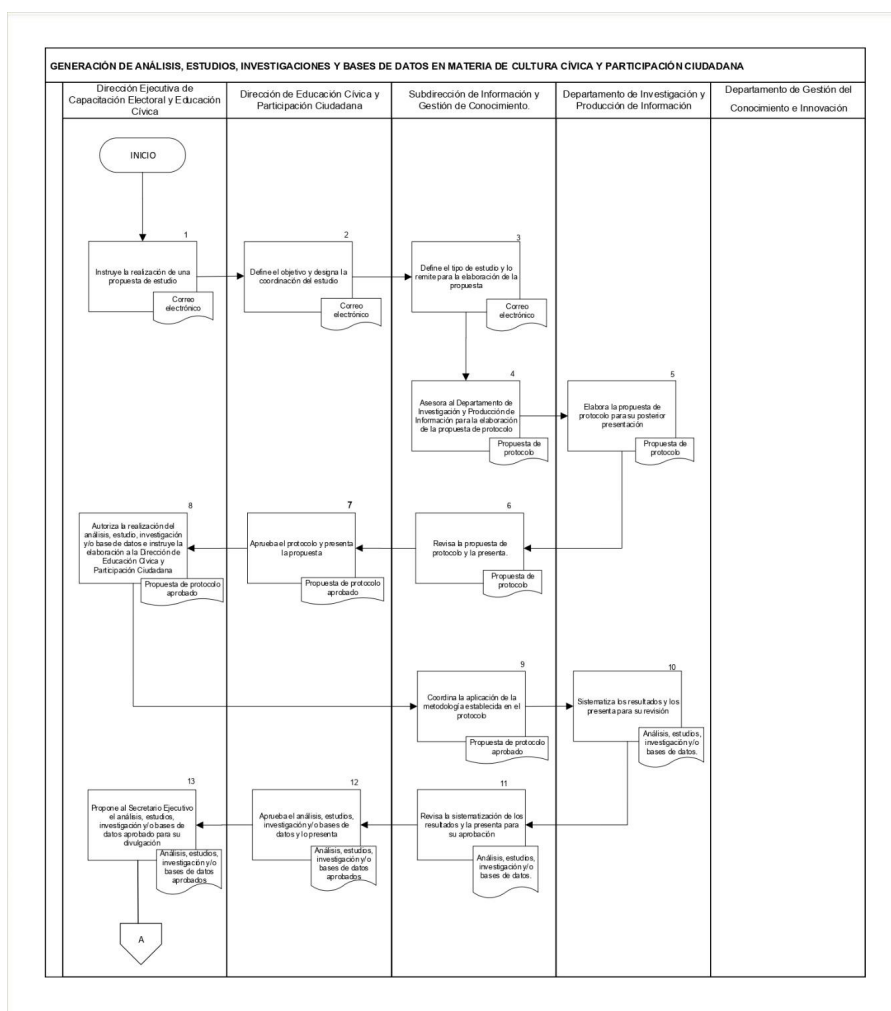 GENERACIÓN DE ANÁLISIS, ESTUDIOS, INVESTIGACIONES Y BASES DE DATOS EN MATERIA DE CULTURA CÍVICA Y PARTICIPACIÓN CIUDADANA
Dirección Ejecutiva de
Capacitación Electoral y Educación
Cívica
Dirección de Educación Cívica y
Participación Ciudadana
Subdirección de Información y
Gestión de Conocimiento.
Departamento de Investigación y
Producción de Información
Departamento de Gestión del
Conocimiento e Innovación
INICIO
1
Instruye la realización de una
propuesta de estudio
Correo
electrónico
2
Define el objetivo y designa la
coordinación del estudio
Correo
electrónico
3
Define el tipo de estudio y lo
remite para la elaboración de la
propuesta
Correo
electrónico
4
Asesora al Departamento de
Investigación y Producción de
Información para la elaboración
de la propuesta de protocolo
Propuesta de
protocolo
5
Elabora la propuesta de
protocolo para su posterior
presentación
Propuesta de
protocolo
6
Revisa la propuesta de
protocolo y la presenta.
Propuesta de
protocolo
7
Aprueba el protocolo y presenta
la propuesta
Propuesta de protocolo
aprobado
8
Autoriza la realización del
análisis, estudio, investigación
y/o base de datos e instruye la
elaboración a la Dirección de
Educación Cívica y
Participación Ciudadana
Propuesta de protocolo
aprobado
9
Coordina la aplicación de la
metodología establecida en el
protocolo
Propuesta de protocolo
aprobado
10
Sistematiza los resultados y los
presenta para su revisión
Análisis, estudios,
investigación y/o
bases de datos.
11
Revisa la sistematización de los
resultados y la presenta para
su aprobación
Análisis, estudios,
investigación y/o
bases de datos.
12
Aprueba el análisis, estudios,
investigación y/o bases de
datos y lo presenta
Análisis, estudios,
investigación y/o
bases de datos
aprobados
13
Propone al Secretario Ejecutivo
el análisis, estudios,
investigación y/o bases de
datos aprobado para su
divulgación
Análisis, estudios,
investigación y/o
bases de datos
aprobados
A